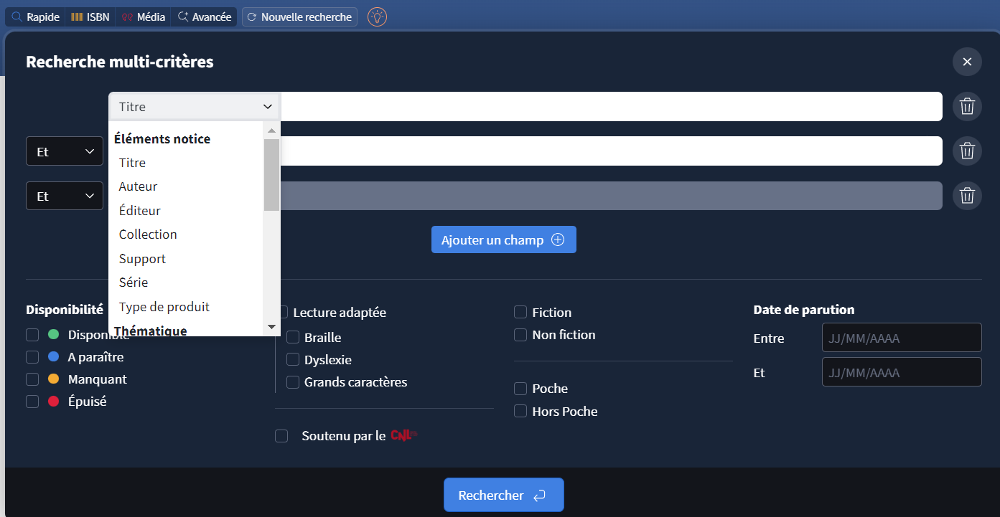 Rapide ISBN Média Avancée Nouvelle recherche
Recherche multi-critères
Titre
Éléments notice
Et
Titre
Auteur
Et
Éditeur
Collection
Support
Série
Type de produit
Thématique
Ajouter un champ
Disponibilité
Disponible
A paraître
Manquant
Épuisé
Lecture adaptée
Braille
Dyslexie
Grands caractères
Soutenu par le CNL
Fiction
Non fiction
Poche
Hors Poche
Date de parution
Entre JJ/MM/AAAA
Et JJ/MM/AAAA
Rechercher